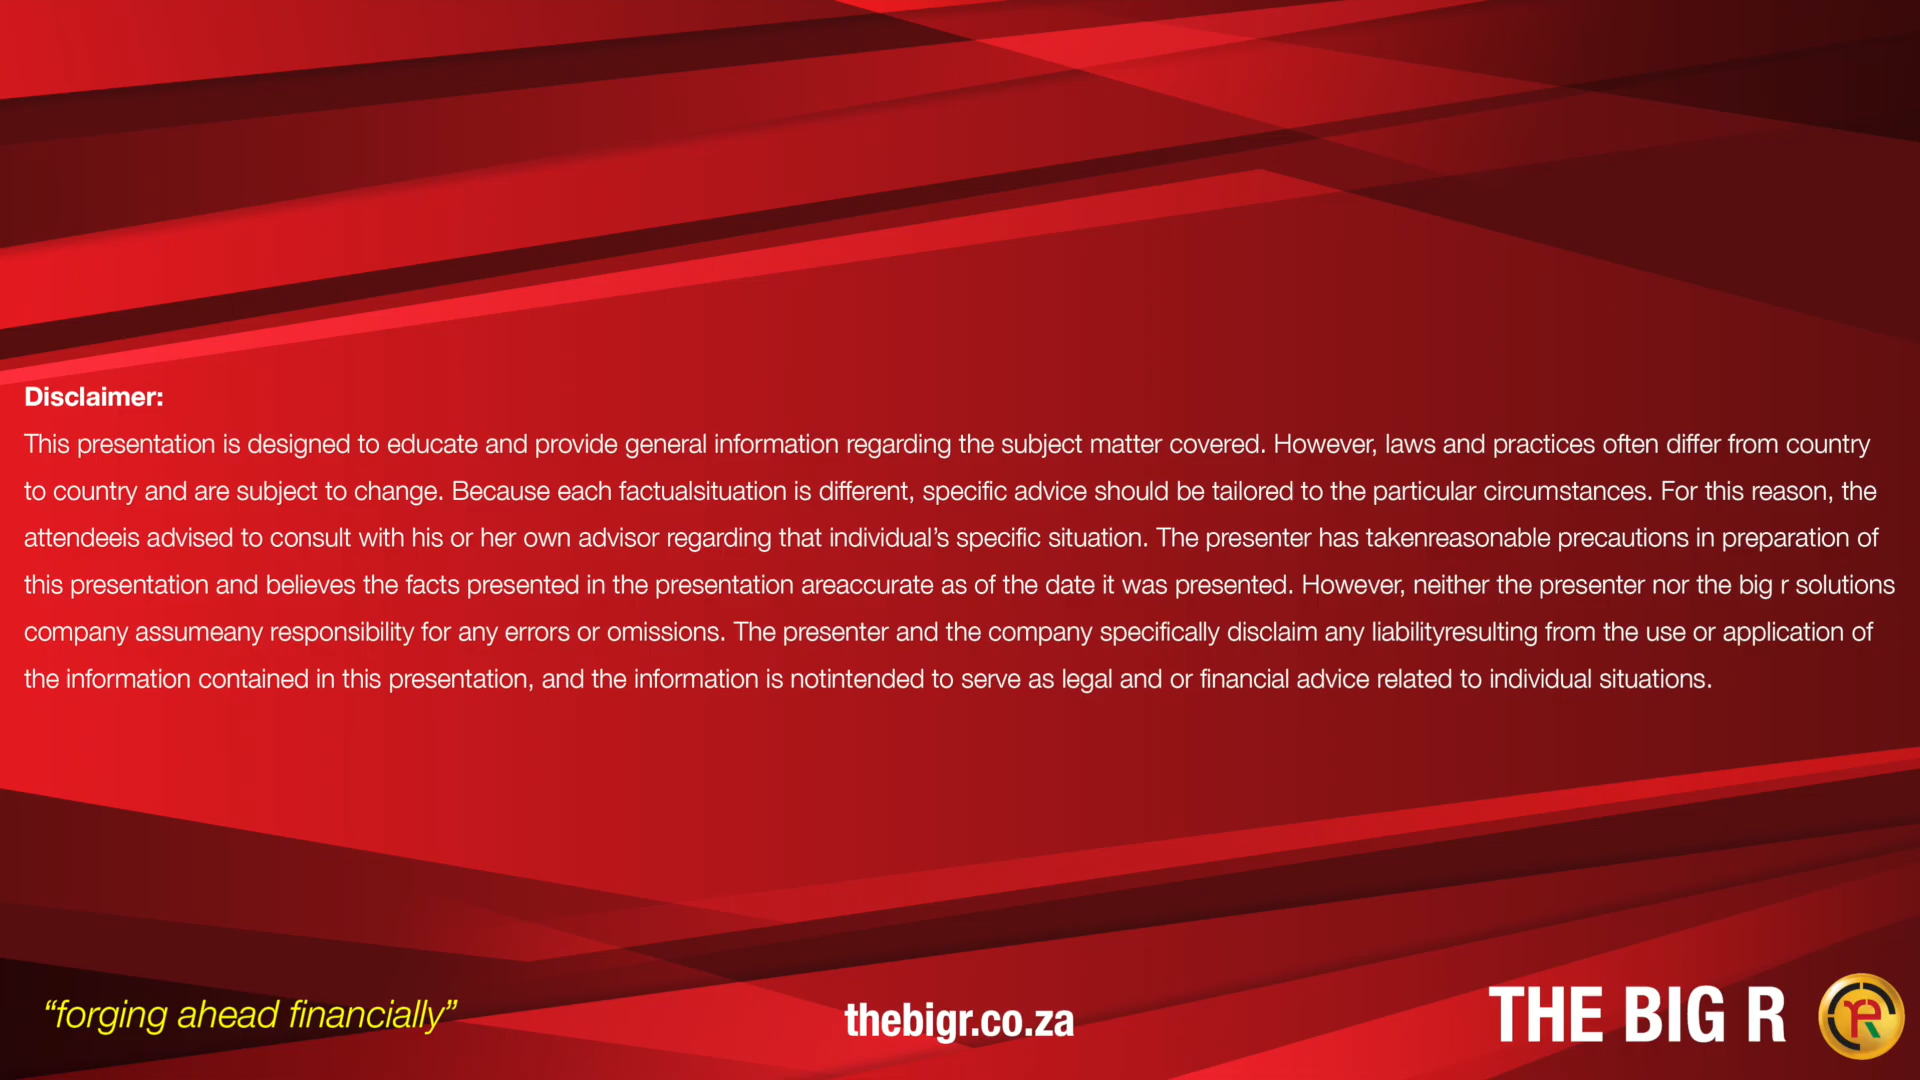 Disclaimer:
This presentation is designed to educate and provide general information regarding the subject matter covered. However, laws and practices often differ from country
to country and are subject to change. Because each factualsituation is different, specific advice should be tailored to the particular circumstances. For this reason, the
attendeeis advised to consult with his or her own advisor regarding that individual’s specific situation. The presenter has takenreasonable precautions in preparation of
this presentation and believes the facts presented in the presentation areaccurate as of the date it was presented. However, neither the presenter nor the big r solutions
company assumeany responsibility for any errors or omissions. The presenter and the company specifically disclaim any liabilityresulting from the use or application of
the information contained in this presentation, and the information is notintended to serve as legal and or financial advice related to individual situations.
“forging ahead financially”
thebigr.co.za
THE BIG R